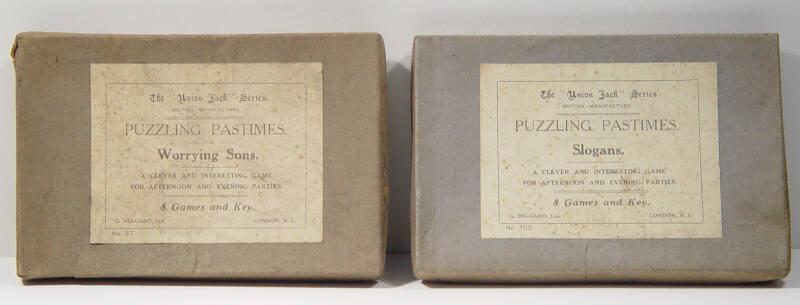 The "Union Jack" Series.
BRITISH MANUFACTURE.
PUZZLING PASTIMES.
Worrying Sons.
A CLEVER AND INTERESTING GAME
FOR AFTERNOON AND EVENING PARTIES
8 Games and Key.
G. DELGADO, Ltd. LONDON, N. 1.
No. 67
The "Union Jack" Series
BRITISH MANUFACTURE.
PUZZLING PASTIMES.
Slogans.
A CLEVER AND INTERESTING GAME
FOR AFTERNOON AND EVENING PARTIES
8 Games and Key.
G. DELGADO, Ltd. LONDON, N. 1.
No. 102